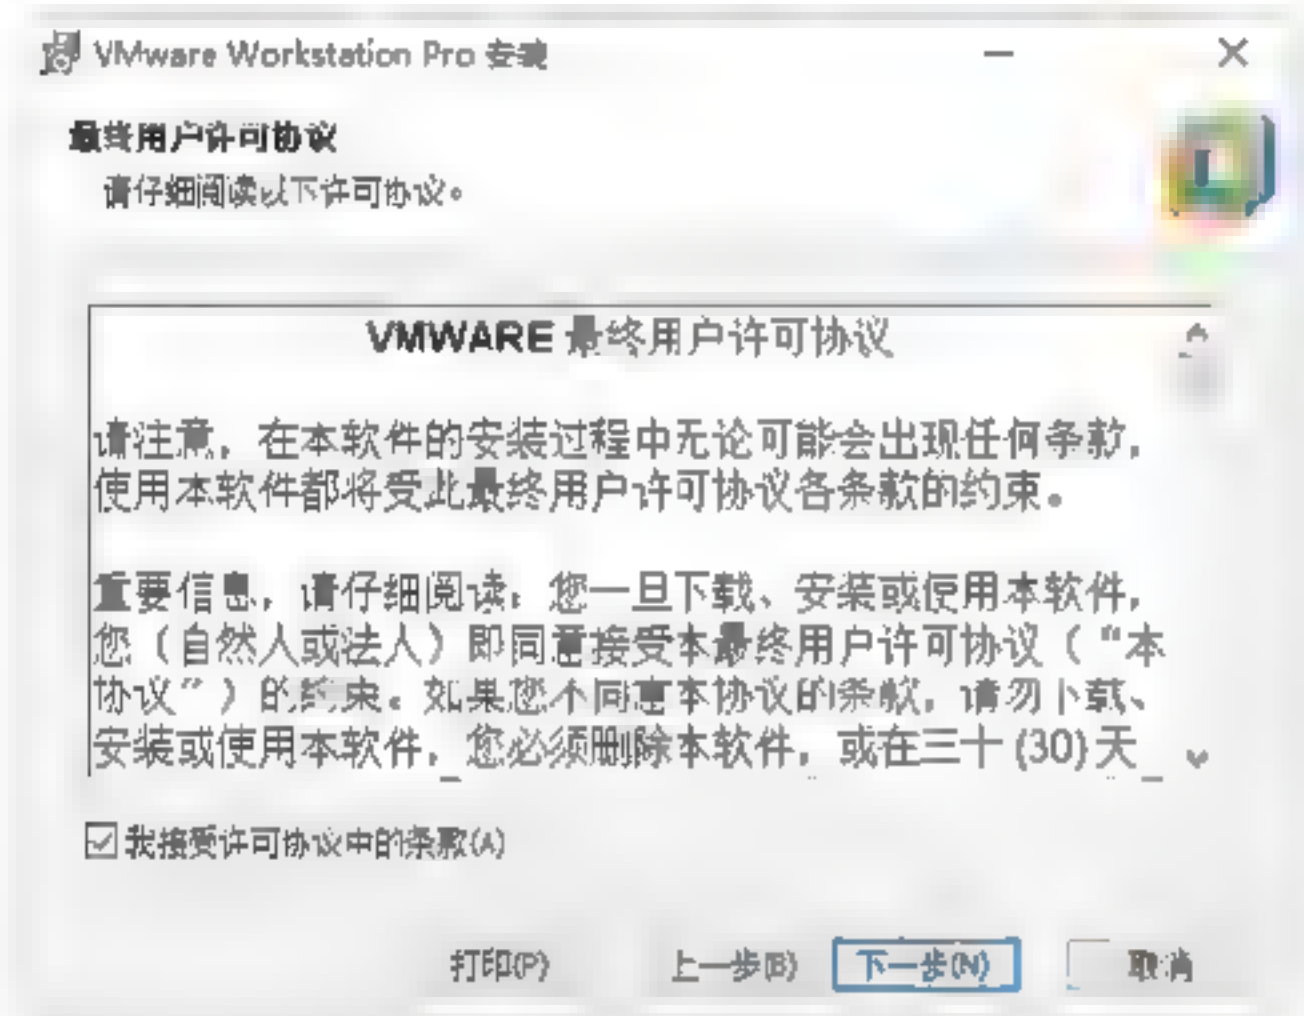 VMware Workstation Pro 安装
最终用户许可协议
请仔细阅读以下许可协议。
VMWARE 最终用户许可协议
请注意，在本软件的安装过程中无论可能会出现任何条款，
使用本软件都将受此最终用户许可协议各条款的约束。
重要信息，请仔细阅读：您一旦下载、安装或使用本软件，
您（自然人或法人）即同意接受本最终用户许可协议（“本
协议”）的约束。如果您不同意本协议的条款，请勿下载、
安装或使用本软件，您必须删除本软件，或在三十 (30) 天
我接受许可协议中的条款(A)
打印(P) 上一步(B) 下一步(N) 取消